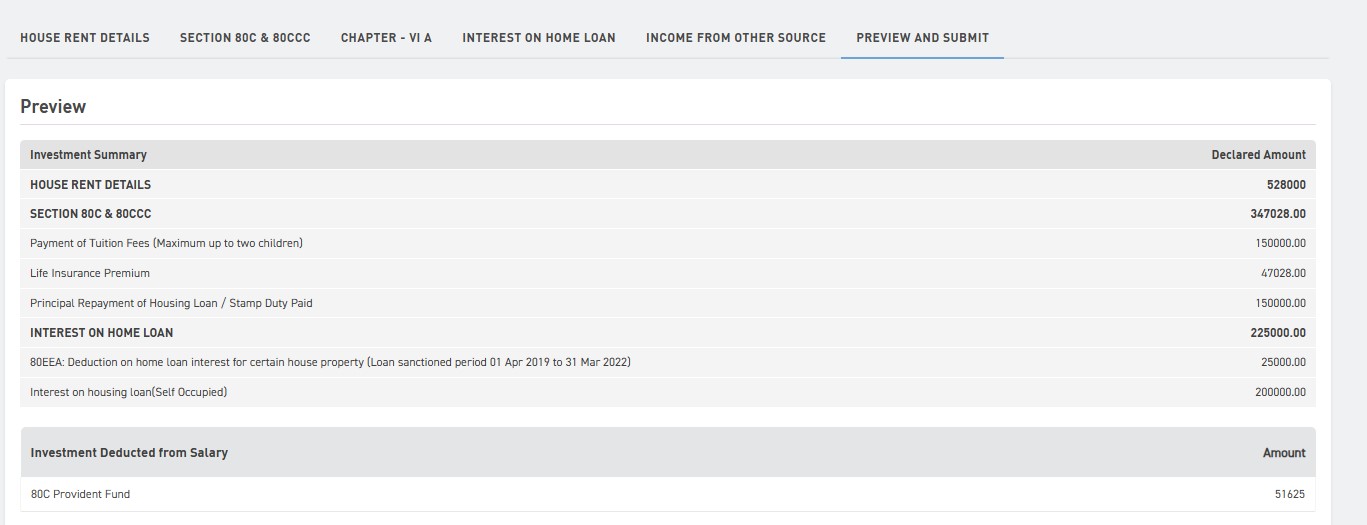 HOUSE RENT DETAILS SECTION 80C & 80CCC CHAPTER - VI A INTEREST ON HOME LOAN INCOME FROM OTHER SOURCE PREVIEW AND SUBMIT
Preview
Investment Summary Declared Amount
HOUSE RENT DETAILS 528000
SECTION 80C & 80CCC 347028.00
Payment of Tuition Fees (Maximum up to two children) 150000.00
Life Insurance Premium 47028.00
Principal Repayment of Housing Loan / Stamp Duty Paid 150000.00
INTEREST ON HOME LOAN 225000.00
80EEA: Deduction on home loan interest for certain house property (Loan sanctioned period 01 Apr 2019 to 31 Mar 2022) 25000.00
Interest on housing loan(Self Occupied) 200000.00
Investment Deducted from Salary Amount
80C Provident Fund 51625